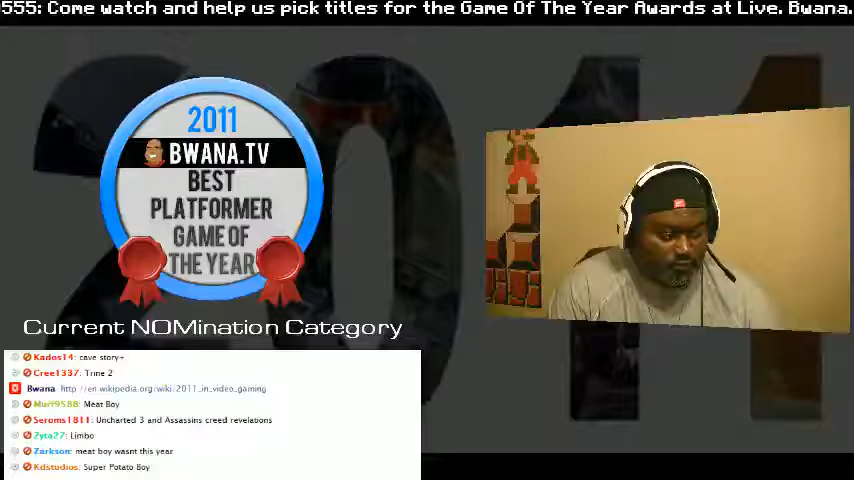 555: Come watch and help us pick titles for the Game Of The Year Awards at Live. Bwana.
2011
BWANA.TV
BEST
PLATFORMER
GAME OF
THE YEAR
Current NOMination Category
Kados14: cave story+
Cree1337: Trine 2
Bwana http://en.wikipedia.org/wiki/2011_in_video_gaming
Murf9588: Meat Boy
Seroms1811: Uncharted 3 and Assassins creed revelations
Zyta27: Limbo
Zarkson: meat boy wasnt this year
Kdstudios: Super Potato Boy
2011